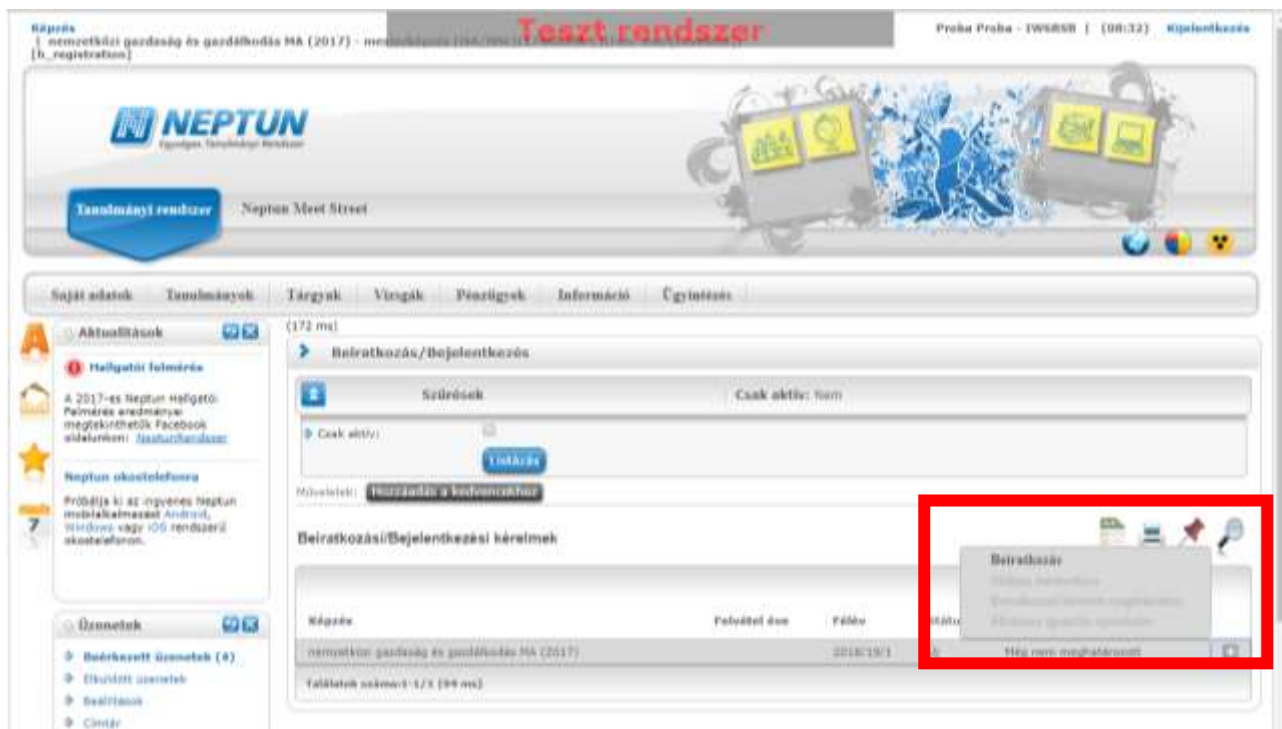 Képzés
Teszt rendszer
Proba Proba - IW6RSB | (08:32) Kijelentkezés
| nemzetközi gazdaság és gazdálkodás MA (2017) -
[h_registration]
NEPTUN
Egységes Tanulmányi Rendszer
Tanulmányi rendszer Neptun Meet Street
Saját adatok Tanulmányok Tárgyak Vizsgák Pénzügyek Információ Ügyintézés
Aktualitások
(172 ms)
Beiratkozás/Bejelentkezés
Hallgatói felmérés
A 2017-es Neptun Hallgatói
Felmérés eredményei
megtekinthetők Facebook
oldalunkon: NeptunRendszer
Szűrések Csak aktív: Nem
Csak aktív:
Listázás
Neptun okostelefonra
Próbálja ki az ingyenes Neptun
mobilalkalmazást Android,
Windows vagy iOS rendszerű
okostelefonon.
7
Műveletek: Hozzáadás a kedvencekhez
Beiratkozási/Bejelentkezési kérelmek
Beiratkozás
Képzés Felvétel éve Félév Státu
nemzetközi gazdaság és gazdálkodás MA (2017) 2018/19/1 Még nem meghatározott
Találatok száma:1-1/1 (94 ms)
Üzenetek
Beérkezett üzenetek (6)
Elküldött üzenetek
Beállítások
Címtár